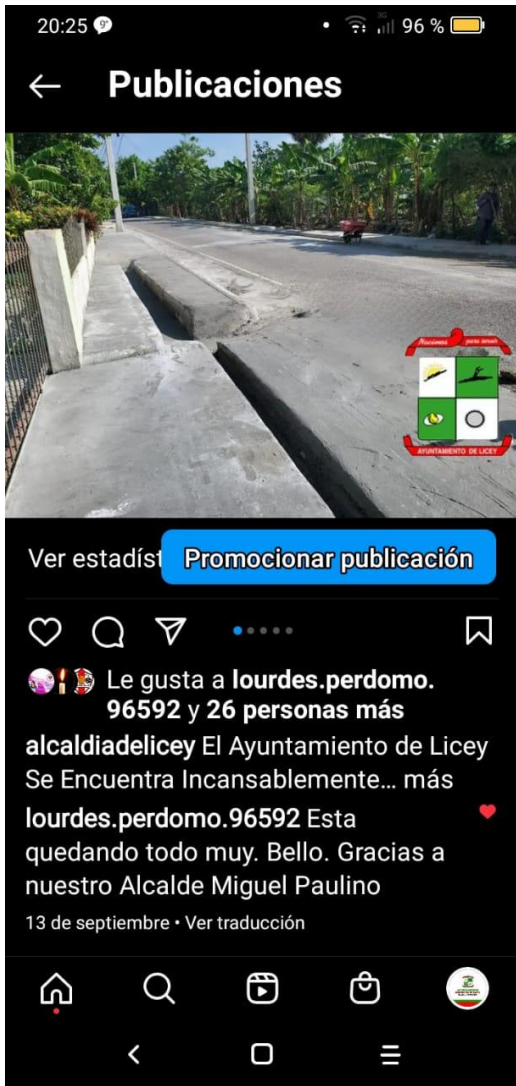 20:25
96 %
Publicaciones
Nacimos para servir
AYUNTAMIENTO DE LICEY
Ver estadíst
Promocionar publicación
Le gusta a lourdes.perdomo.
96592 y 26 personas más
alcaldiadelicey El Ayuntamiento de Licey
Se Encuentra Incansablemente... más
lourdes.perdomo.96592 Esta
quedando todo muy. Bello. Gracias a
nuestro Alcalde Miguel Paulino
13 de septiembre • Ver traducción